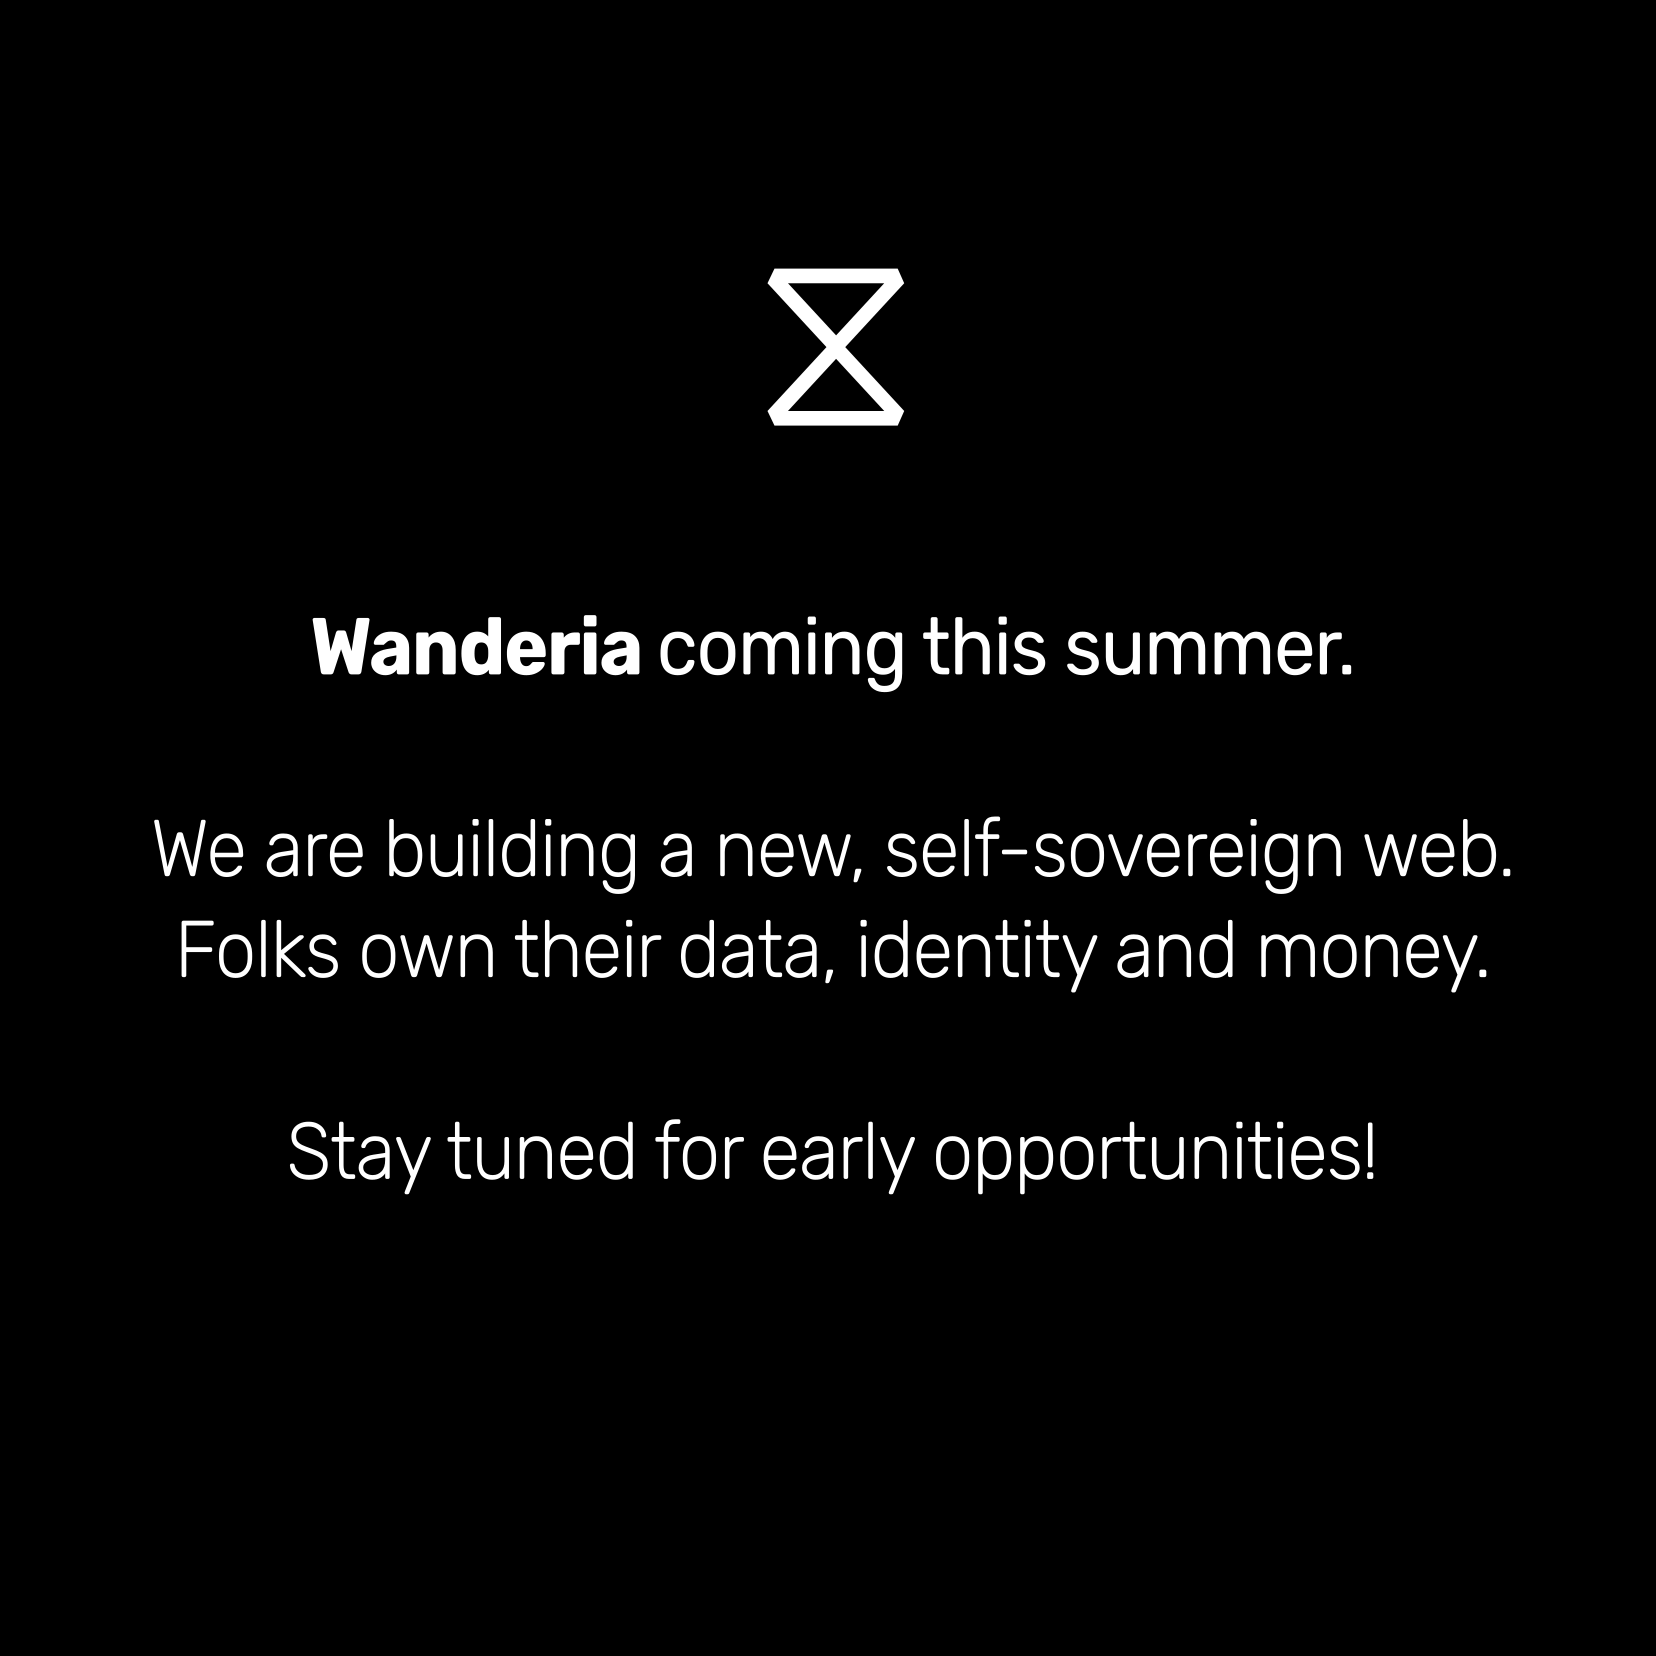 Wanderia coming this summer.
We are building a new, self-sovereign web.
Folks own their data, identity and money.
Stay tuned for early opportunities!